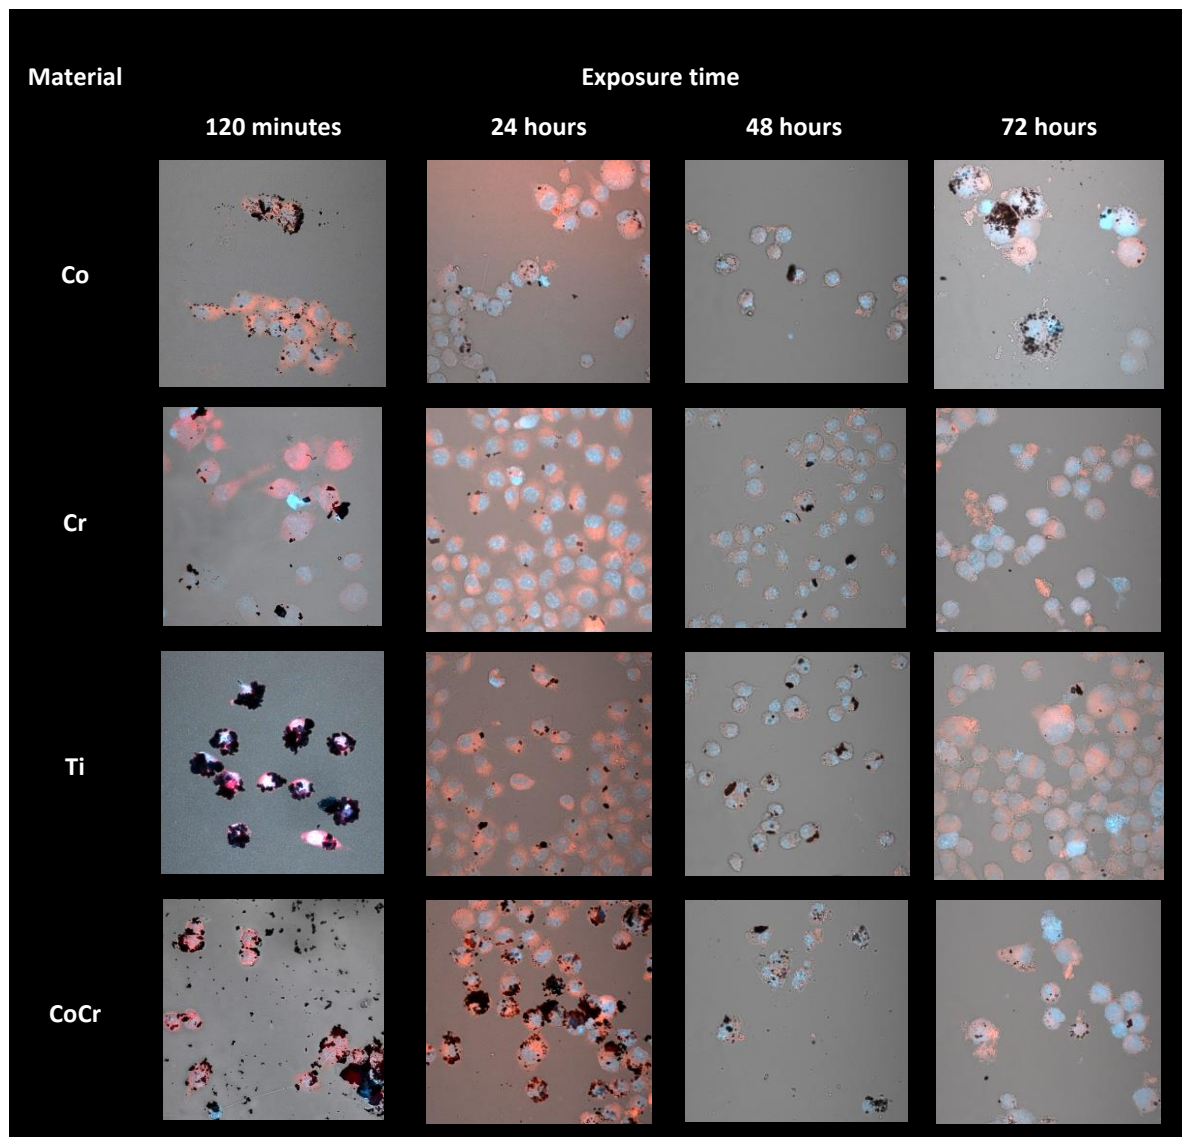 Material
Exposure time
120 minutes
24 hours
48 hours
72 hours
Co
Cr
Ti
CoCr